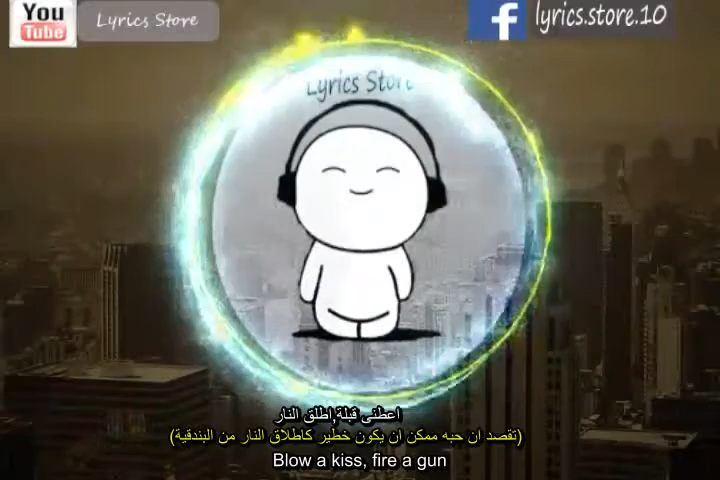 You
Tube
Lyrics Store
lyrics.store.10
Lyrics Store
اعطنى قبلة,إطلق النار
(تقصد ان حبه ممكن ان يكون خطير كاطلاق النار من البندقية)
Blow a kiss, fire a gun